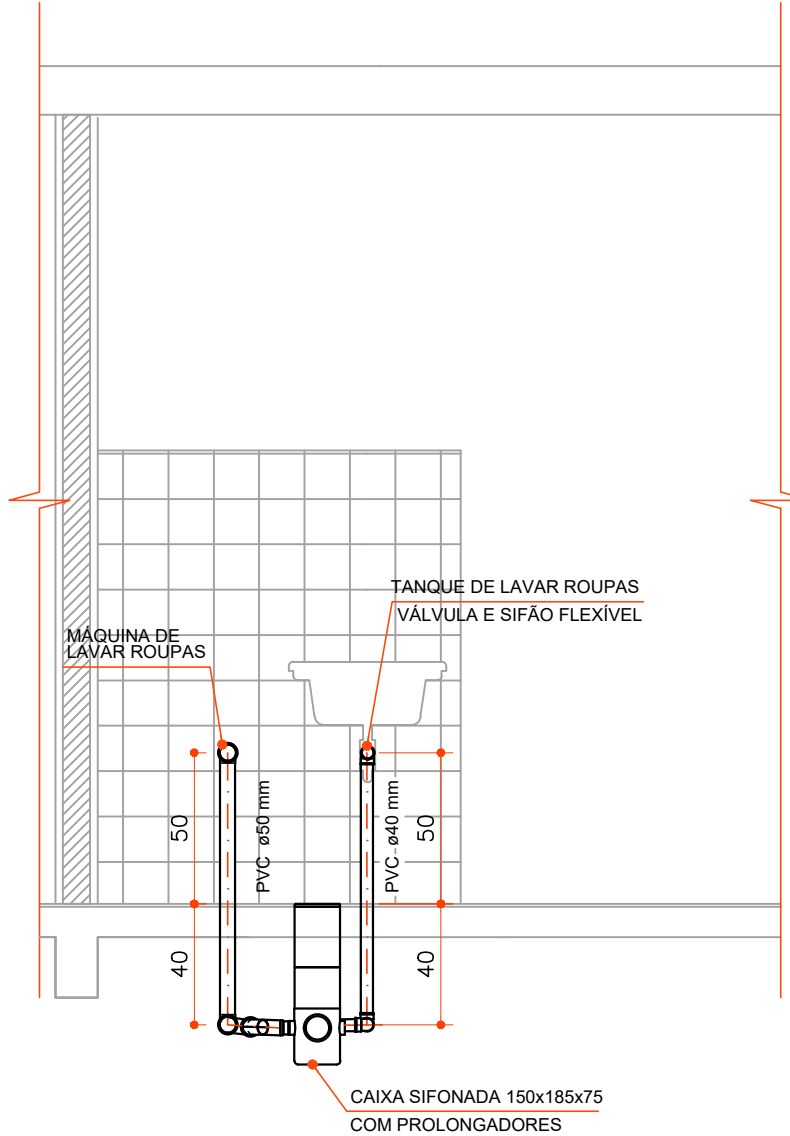 TANQUE DE LAVAR ROUPAS
VÁLVULA E SIFÃO FLEXÍVEL
MÁQUINA DE
LAVAR ROUPAS
50
PVC ø50 mm
PVC ø40 mm
50
40
40
CAIXA SIFONADA 150x185x75
COM PROLONGADORES